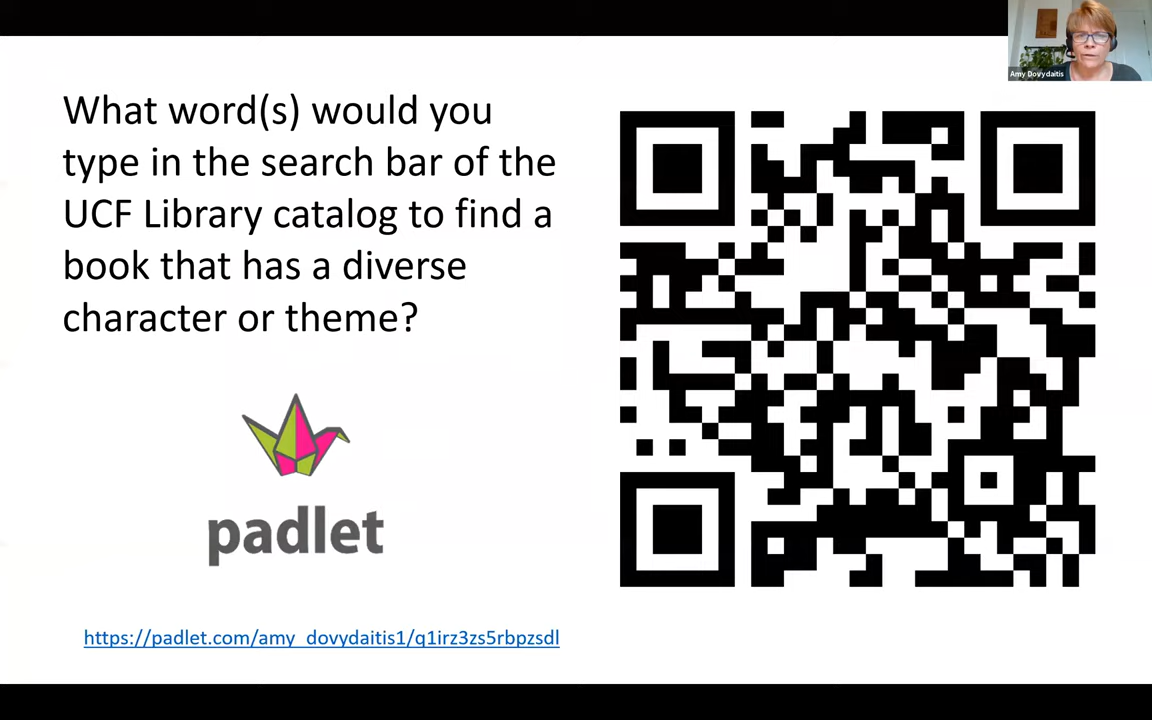 Amy Dovydaitis
What word(s) would you
type in the search bar of the
UCF Library catalog to find a
book that has a diverse
character or theme?
padlet
https://padlet.com/amy_dovydaitis1/q1irz3zs5rbpzsdl